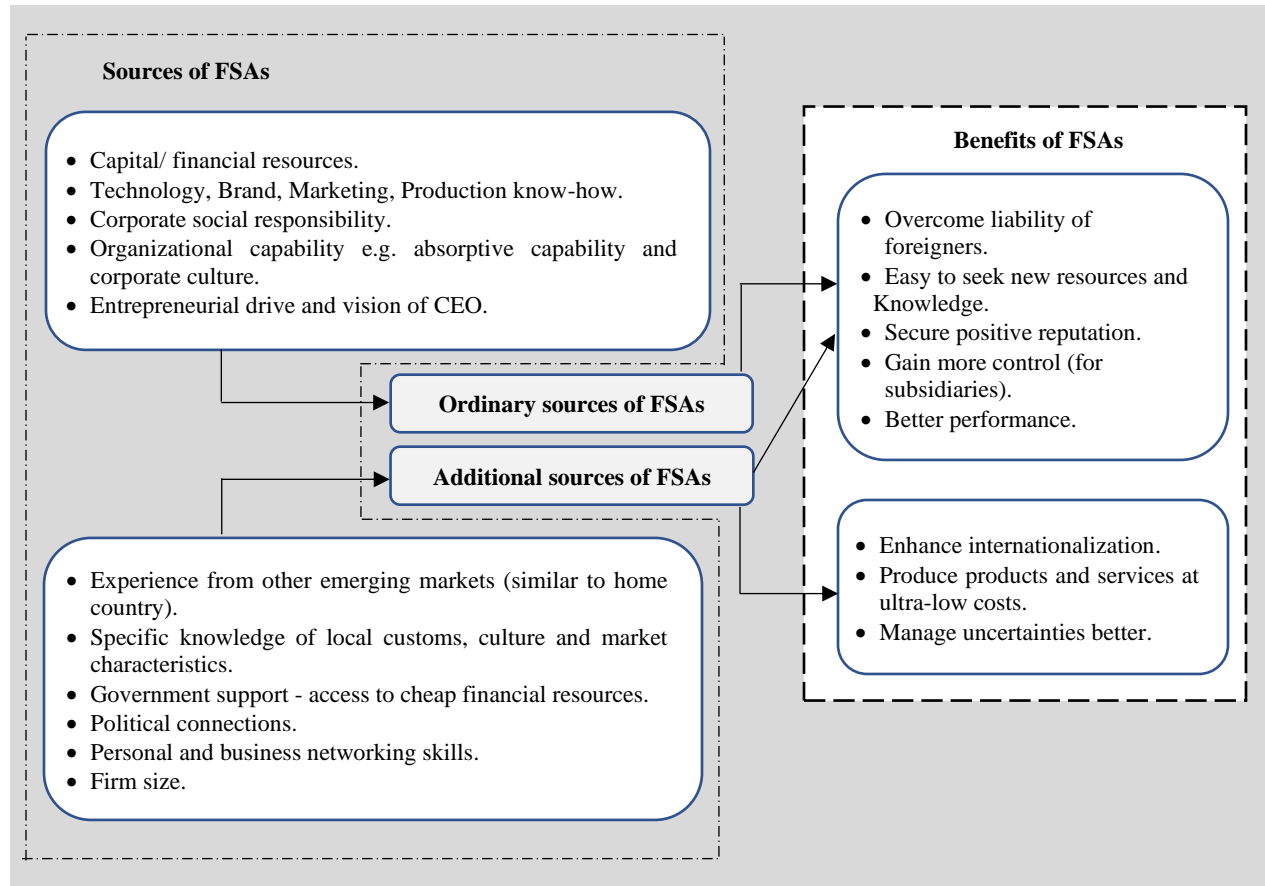 Sources of FSAs
• Capital/ financial resources.
• Technology, Brand, Marketing, Production know-how.
• Corporate social responsibility.
• Organizational capability e.g. absorptive capability and
corporate culture.
• Entrepreneurial drive and vision of CEO.
Ordinary sources of FSAs
Additional sources of FSAs
• Experience from other emerging markets (similar to home
country).
• Specific knowledge of local customs, culture and market
characteristics.
• Government support - access to cheap financial resources.
• Political connections.
• Personal and business networking skills.
• Firm size.
Benefits of FSAs
• Overcome liability of
foreigners.
• Easy to seek new resources and
Knowledge.
• Secure positive reputation.
• Gain more control (for
subsidiaries).
• Better performance.
• Enhance internationalization.
• Produce products and services at
ultra-low costs.
• Manage uncertainties better.